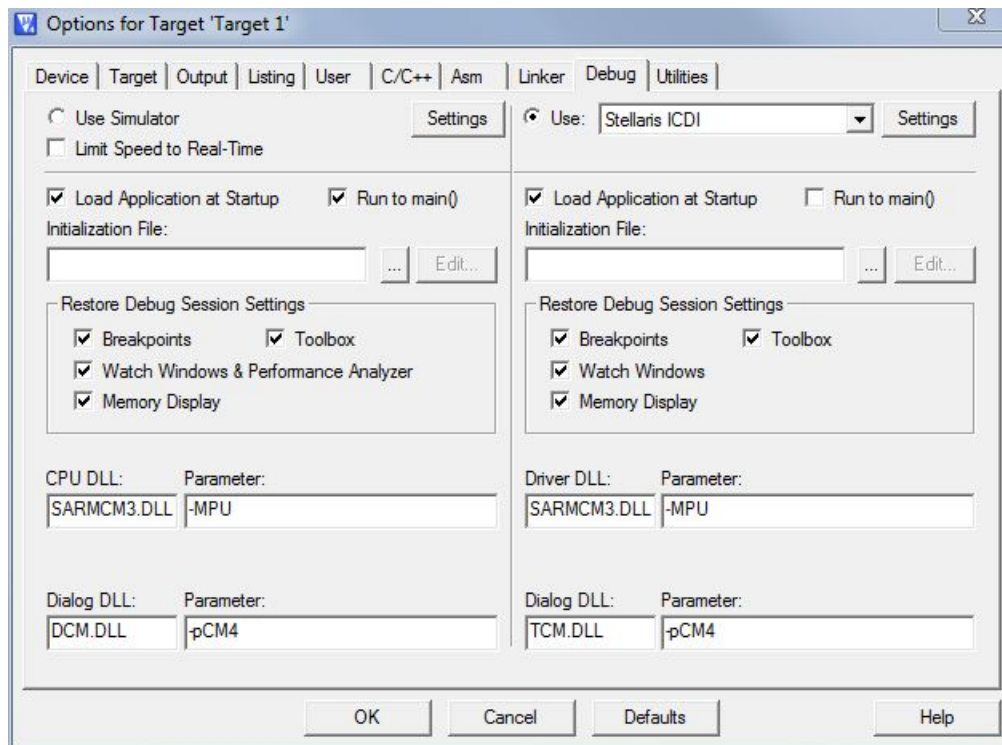 Options for Target 'Target 1'
Device Target Output Listing User C/C++ Asm Linker Debug Utilities
Use Simulator Settings
Limit Speed to Real-Time
Use: Stellaris ICDI Settings
Load Application at Startup Run to main()
Initialization File:
... Edit...
Restore Debug Session Settings
Breakpoints Toolbox
Watch Windows & Performance Analyzer
Memory Display
CPU DLL: Parameter:
SARMCM3.DLL -MPU
Dialog DLL: Parameter:
DCM.DLL -pCM4
Load Application at Startup Run to main()
Initialization File:
... Edit...
Restore Debug Session Settings
Breakpoints Toolbox
Watch Windows
Memory Display
Driver DLL: Parameter:
SARMCM3.DLL -MPU
Dialog DLL: Parameter:
TCM.DLL -pCM4
OK Cancel Defaults Help